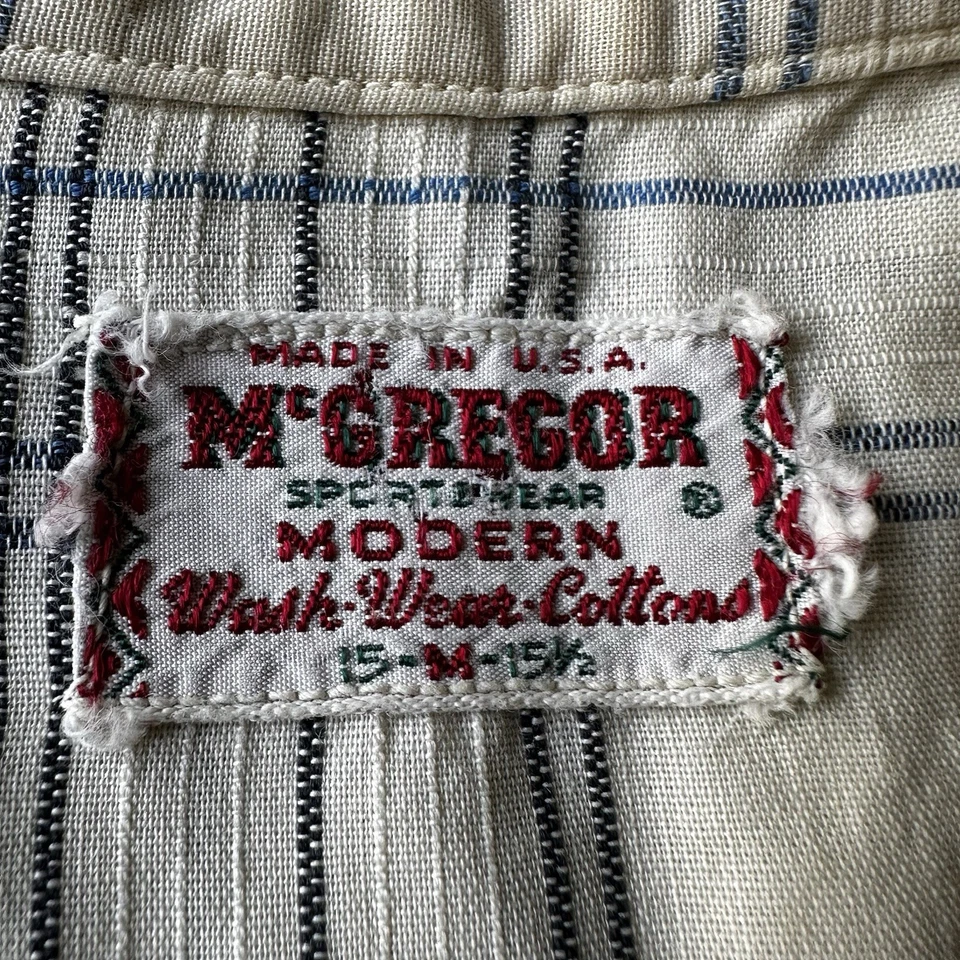 MADE IN U.S.A.
McGREGOR
SPORTSWEAR ®
MODERN
Wash-Wear-Cottons
15-M-15½